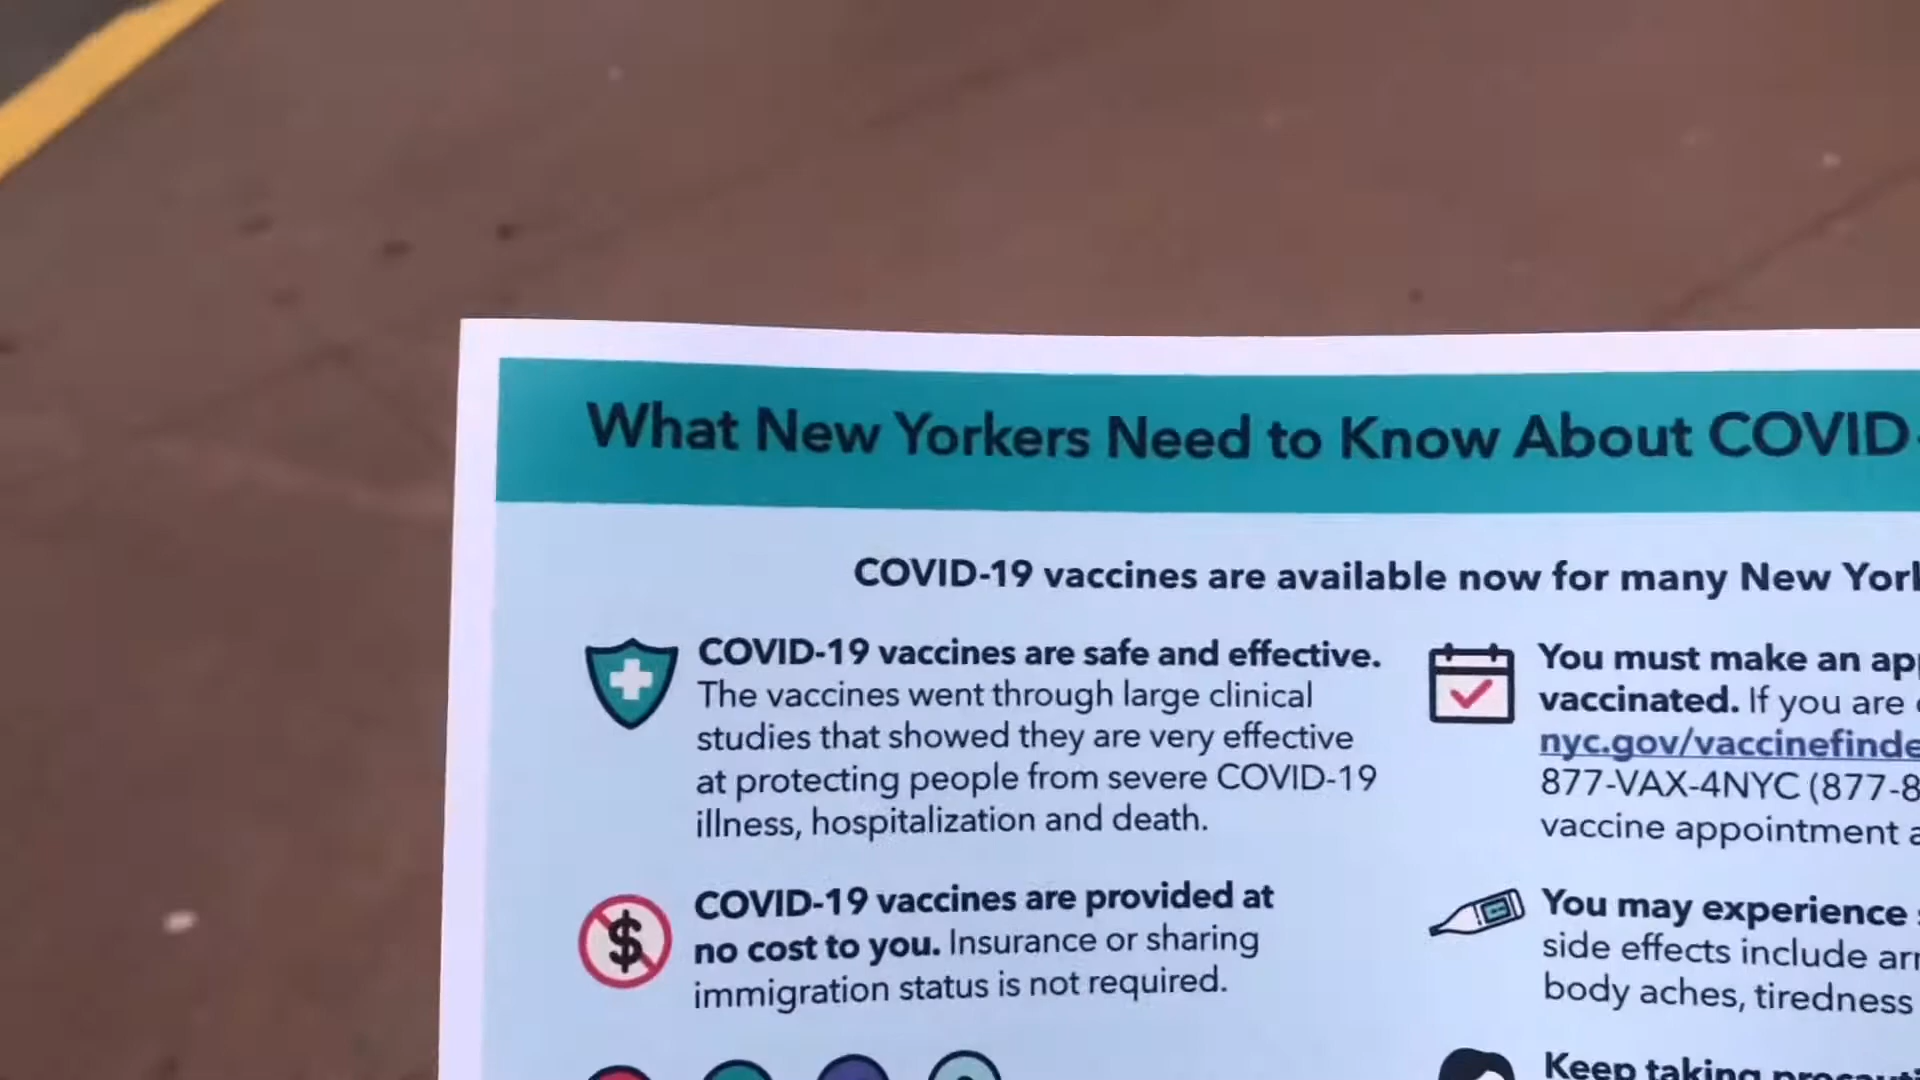 What New Yorkers Need to Know About COVID-
COVID-19 vaccines are available now for many New
COVID-19 vaccines are safe and effective.
The vaccines went through large clinical
studies that showed they are very effective
at protecting people from severe COVID-19
illness, hospitalization and death.
$
COVID-19 vaccines are provided at
no cost to you. Insurance or sharing
immigration status is not required.
You must make an
vaccinated. If you are
nyc.gov/vaccinefinde
877-VAX-4NYC (877-8
vaccine appointment
You may experience
side effects include
body aches, tiredness
Keep taking